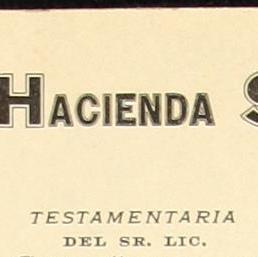 HACIENDA S
TESTAMENTARIA
DEL SR. LIC.